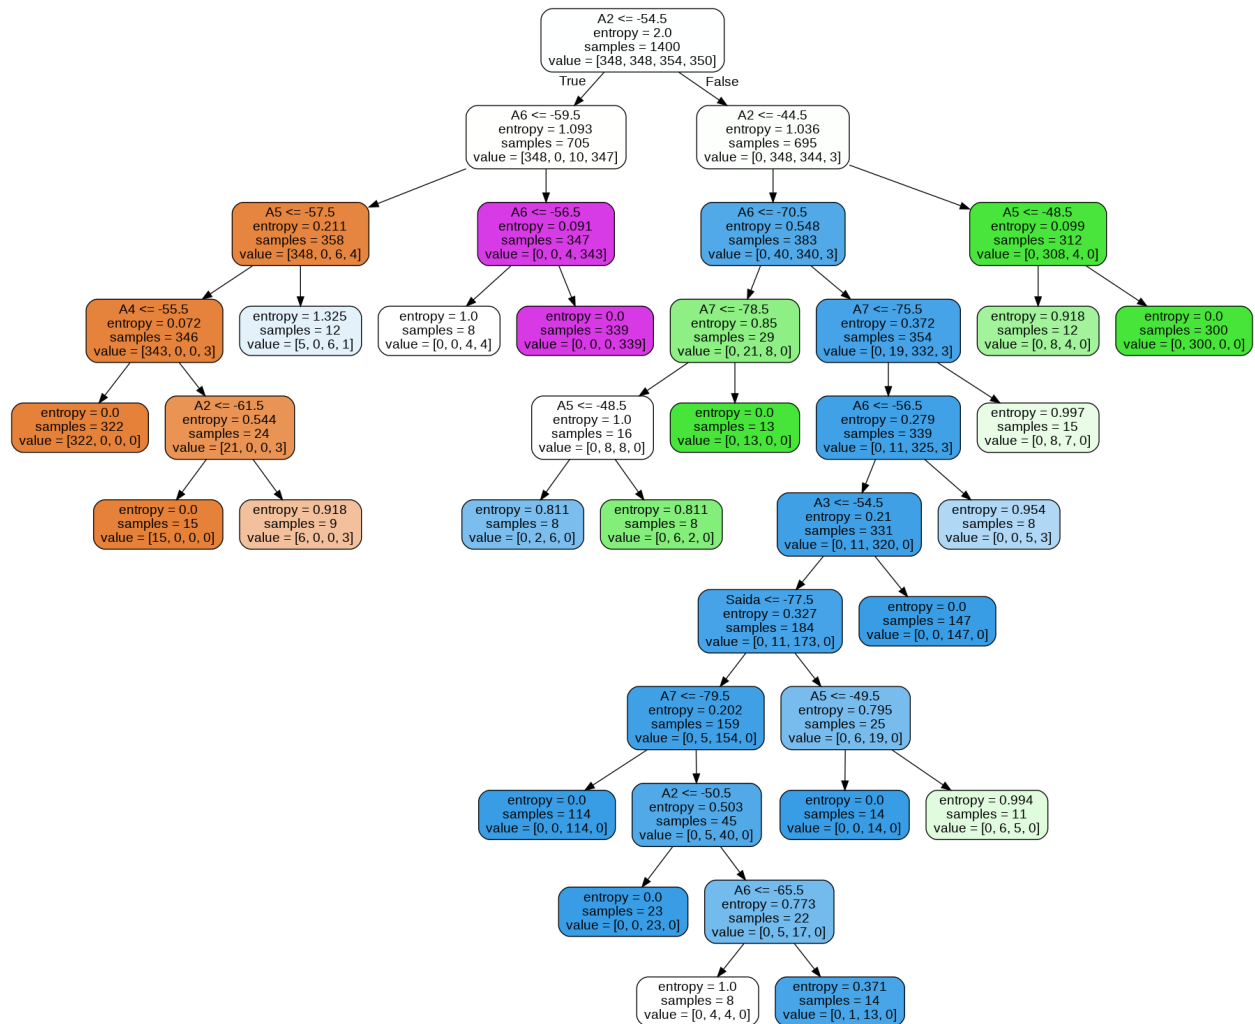 A2 <= -54.5
entropy = 2.0
samples = 1400
value = [348, 348, 354, 350]
True
False
A6 <= -59.5
entropy = 1.093
samples = 705
value = [348, 0, 10, 347]
A2 <= -44.5
entropy = 1.036
samples = 695
value = [0, 348, 344, 3]
A5 <= -57.5
entropy = 0.211
samples = 358
value = [348, 0, 6, 4]
A6 <= -56.5
entropy = 0.091
samples = 347
value = [0, 0, 4, 343]
A6 <= -70.5
entropy = 0.548
samples = 383
value = [0, 40, 340, 3]
A5 <= -48.5
entropy = 0.099
samples = 312
value = [0, 308, 4, 0]
A4 <= -55.5
entropy = 0.072
samples = 346
value = [343, 0, 0, 3]
entropy = 1.325
samples = 12
value = [5, 0, 6, 1]
entropy = 1.0
samples = 8
value = [0, 0, 4, 4]
entropy = 0.0
samples = 339
value = [0, 0, 0, 339]
A7 <= -78.5
entropy = 0.85
samples = 29
value = [0, 21, 8, 0]
A7 <= -75.5
entropy = 0.372
samples = 354
value = [0, 19, 332, 3]
entropy = 0.918
samples = 12
value = [0, 8, 4, 0]
entropy = 0.0
samples = 300
value = [0, 300, 0, 0]
entropy = 0.0
samples = 322
value = [322, 0, 0, 0]
A2 <= -61.5
entropy = 0.544
samples = 24
value = [21, 0, 0, 3]
A5 <= -48.5
entropy = 1.0
samples = 16
value = [0, 8, 8, 0]
entropy = 0.0
samples = 13
value = [0, 13, 0, 0]
A6 <= -56.5
entropy = 0.279
samples = 339
value = [0, 11, 325, 3]
entropy = 0.997
samples = 15
value = [0, 8, 7, 0]
entropy = 0.0
samples = 15
value = [15, 0, 0, 0]
entropy = 0.918
samples = 9
value = [6, 0, 0, 3]
entropy = 0.811
samples = 8
value = [0, 2, 6, 0]
entropy = 0.811
samples = 8
value = [0, 6, 2, 0]
A3 <= -54.5
entropy = 0.21
samples = 331
value = [0, 11, 320, 0]
entropy = 0.954
samples = 8
value = [0, 0, 5, 3]
Saida <= -77.5
entropy = 0.327
samples = 184
value = [0, 11, 173, 0]
entropy = 0.0
samples = 147
value = [0, 0, 147, 0]
A7 <= -79.5
entropy = 0.202
samples = 159
value = [0, 5, 154, 0]
A5 <= -49.5
entropy = 0.795
samples = 25
value = [0, 6, 19, 0]
entropy = 0.0
samples = 114
value = [0, 0, 114, 0]
A2 <= -50.5
entropy = 0.503
samples = 45
value = [0, 5, 40, 0]
entropy = 0.0
samples = 14
value = [0, 0, 14, 0]
entropy = 0.994
samples = 11
value = [0, 6, 5, 0]
entropy = 0.0
samples = 23
value = [0, 0, 23, 0]
A6 <= -65.5
entropy = 0.773
samples = 22
value = [0, 5, 17, 0]
entropy = 1.0
samples = 8
value = [0, 4, 4, 0]
entropy = 0.371
samples = 14
value = [0, 1, 13, 0]